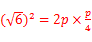 (√6)² = 2p × p/4